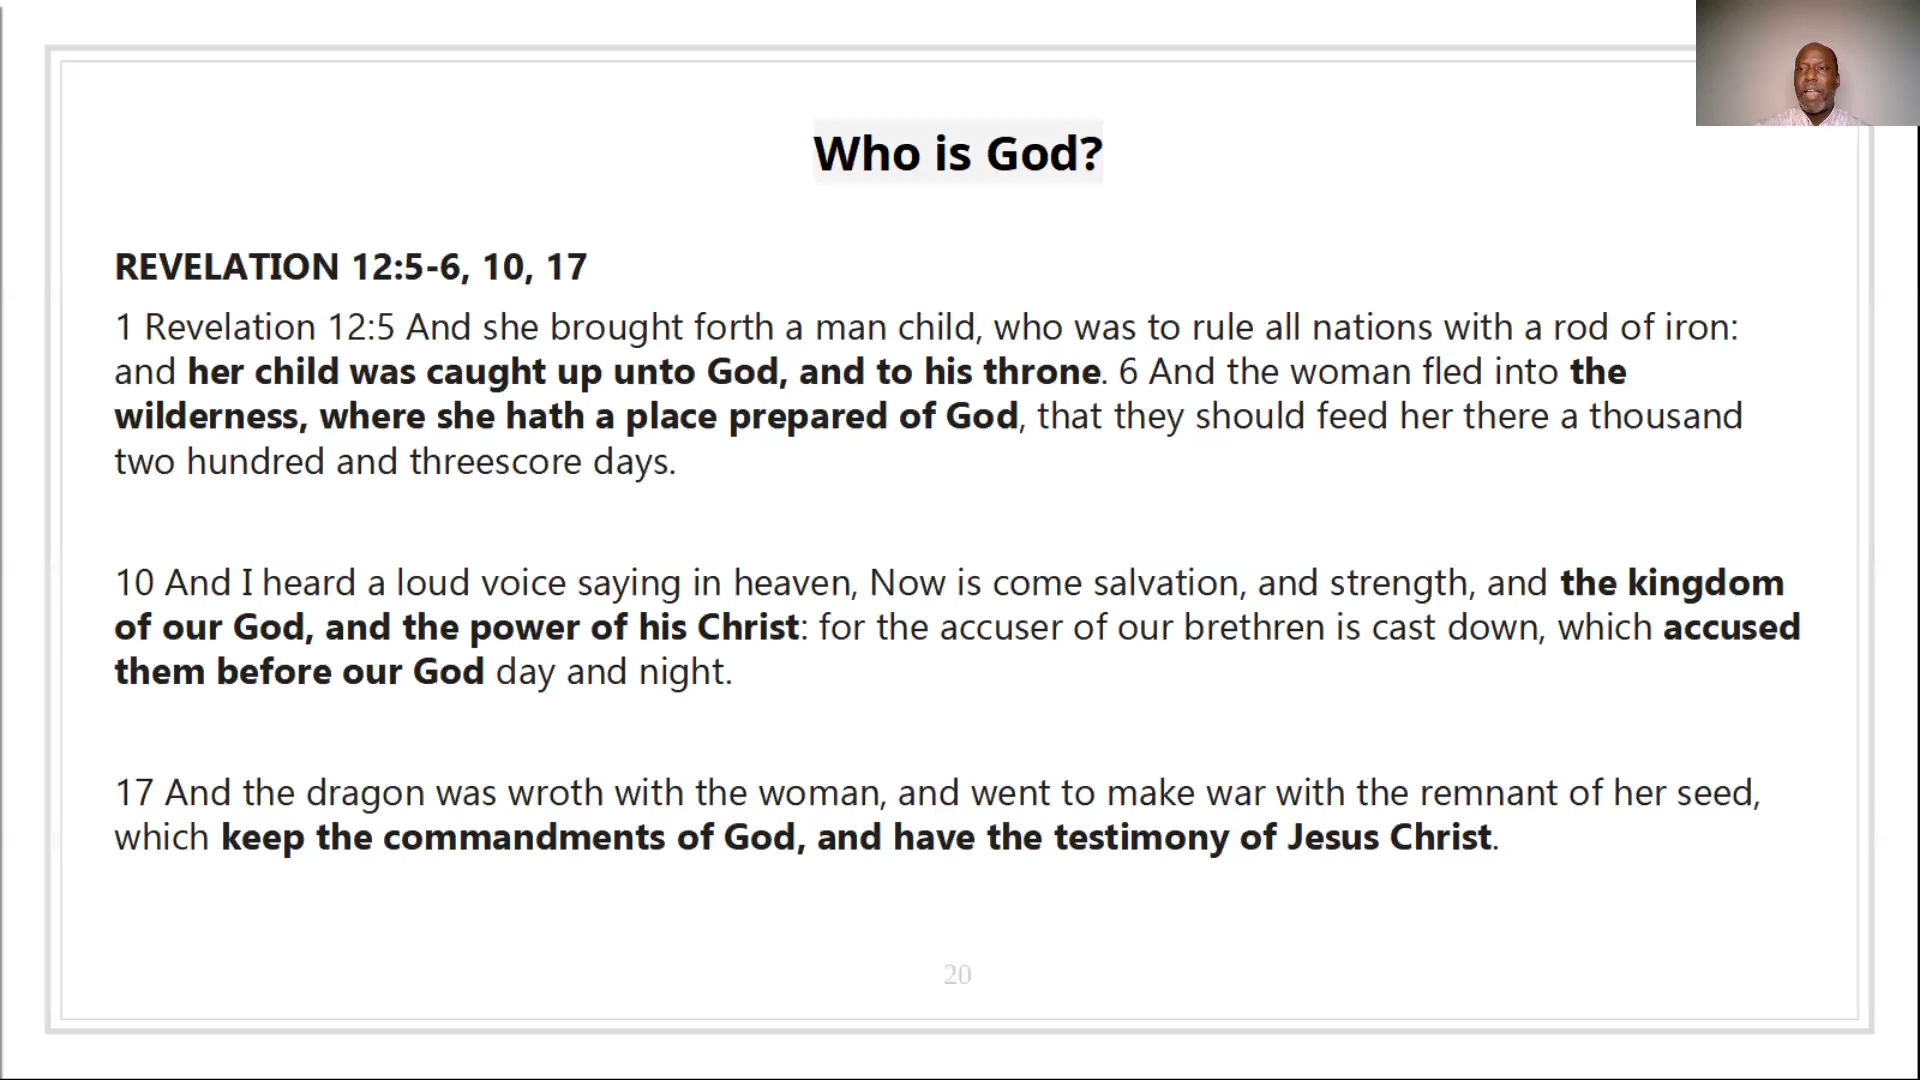 Who is God?
REVELATION 12:5-6, 10, 17
1 Revelation 12:5 And she brought forth a man child, who was to rule all nations with a rod of iron:
and her child was caught up unto God, and to his throne. 6 And the woman fled into the
wilderness, where she hath a place prepared of God, that they should feed her there a thousand
two hundred and threescore days.
10 And I heard a loud voice saying in heaven, Now is come salvation, and strength, and the kingdom
of our God, and the power of his Christ: for the accuser of our brethren is cast down, which accused
them before our God day and night.
17 And the dragon was wroth with the woman, and went to make war with the remnant of her seed,
which keep the commandments of God, and have the testimony of Jesus Christ.
20